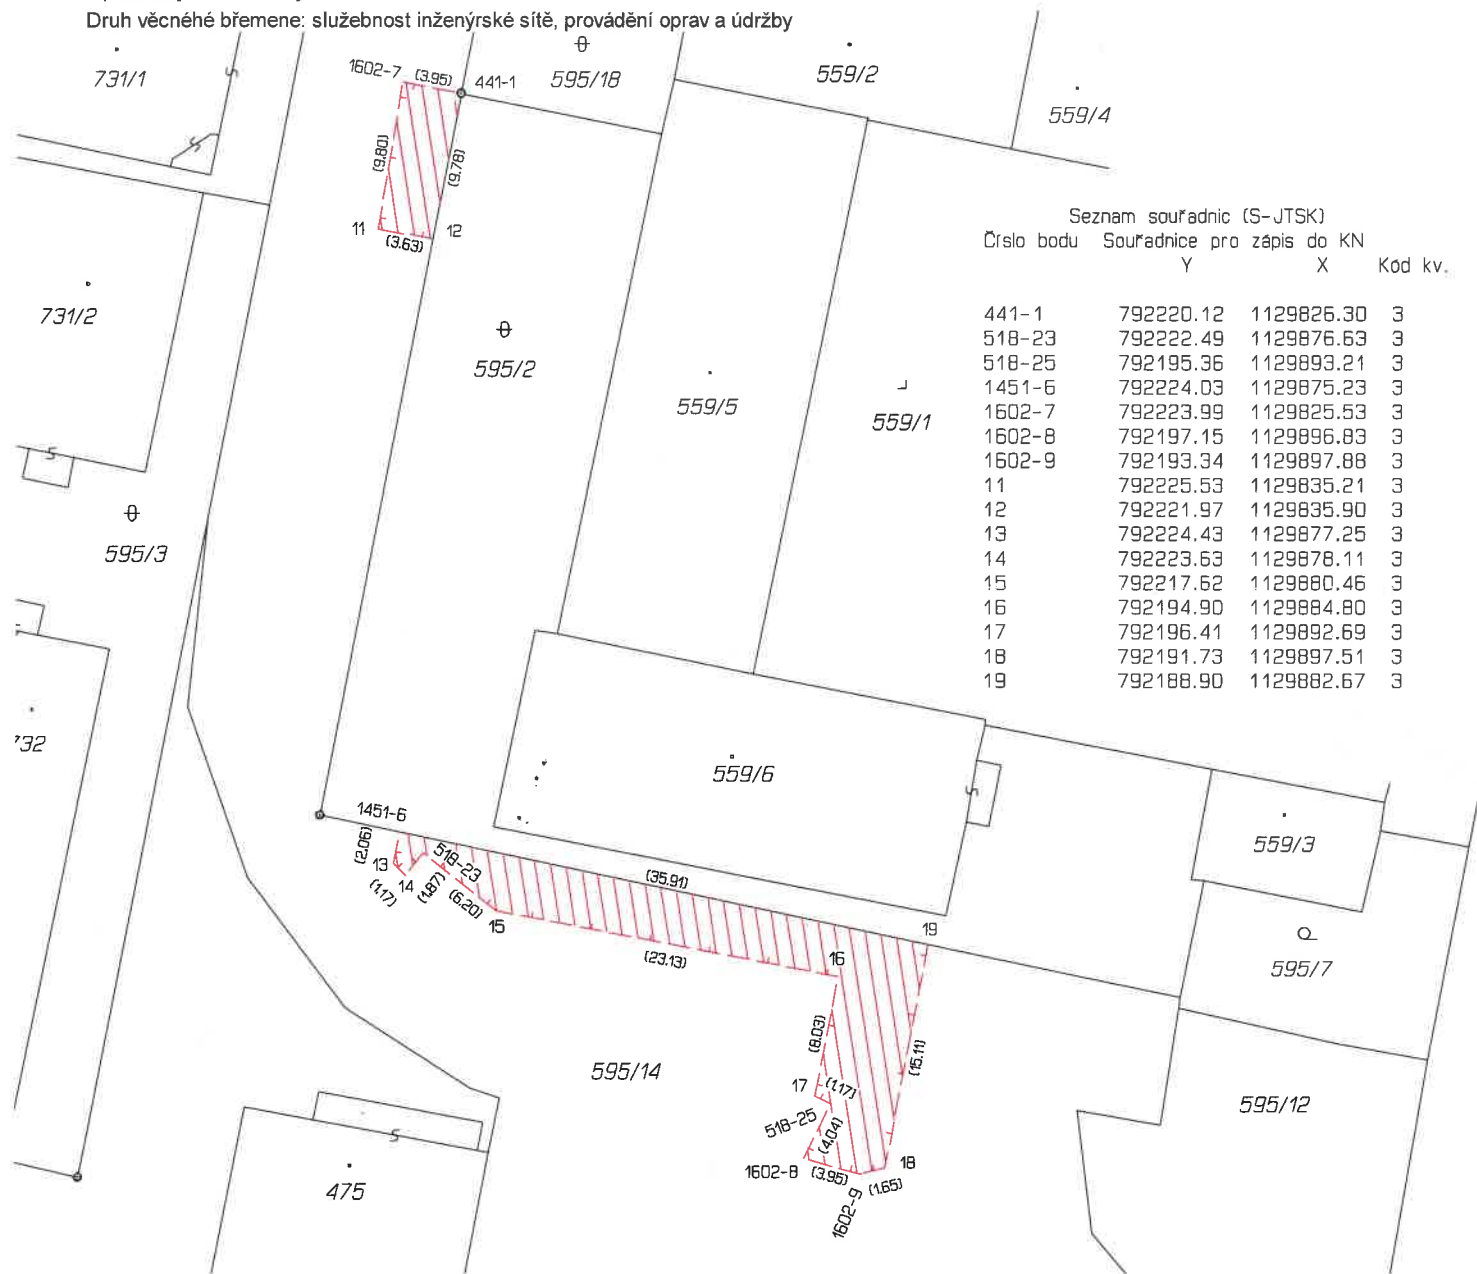 Druh věcného břemene: služebnost inženýrské sítě, provádění oprav a údržby
731/1
1602-7
(3.95)
441-1
595/18
559/2
559/4
(9.80)
(9.78)
11
(3.63)
12
731/2
595/2
559/5
559/1
595/3
732
559/6
559/3
595/7
595/12
595/14
475
1451-6
(2.06)
13
(1.17)
14
(1.87)
518-23
(6.20)
15
(35.91)
(23.13)
16
19
(8.03)
(15.11)
17
(1.17)
518-25
(4.04)
1602-8
(3.95)
1602-9
(1.65)
18
Seznam souřadnic (S-JTSK)
Číslo bodu Souřadnice pro zápis do KN
Y X Kód kv.
441-1 792220.12 1129826.30 3
518-23 792222.49 1129876.63 3
518-25 792195.36 1129893.21 3
1451-6 792224.03 1129875.23 3
1602-7 792223.99 1129825.53 3
1602-8 792197.15 1129896.83 3
1602-9 792193.34 1129897.88 3
11 792225.53 1129835.21 3
12 792221.97 1129835.90 3
13 792224.43 1129877.25 3
14 792223.63 1129878.11 3
15 792217.62 1129880.46 3
16 792194.90 1129884.80 3
17 792196.41 1129892.69 3
18 792191.73 1129897.51 3
19 792188.90 1129882.67 3